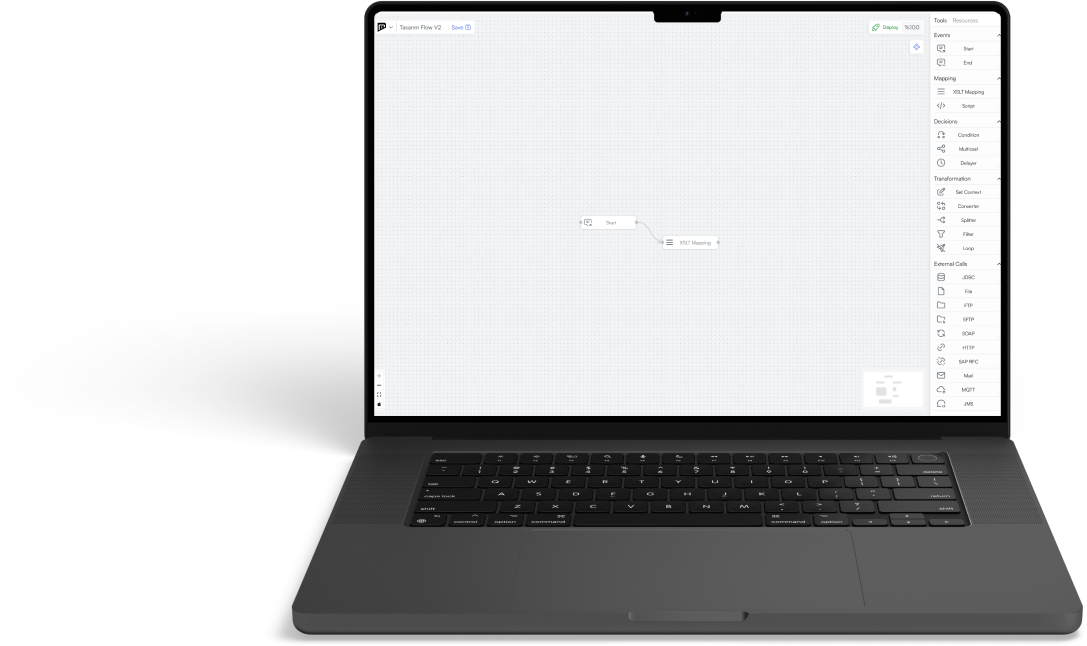 Tasarım Flow V2
Save
Deploy
%100
Tools
Resources
Events
Start
End
Mapping
XSLT Mapping
Script
Decisions
Condition
Multicast
Delayer
Transformation
Set Context
Converter
Splitter
Filter
Loop
External Calls
JDBC
File
FTP
SFTP
SOAP
HTTP
SAP RFC
Mail
MQTT
JMS
Start
XSLT Mapping
esc
delete
tab
Q W E R T Y U I O P
caps lock
A S D F G H J K L
return
shift
Z X C V B N M
shift
control
option
command
command
option